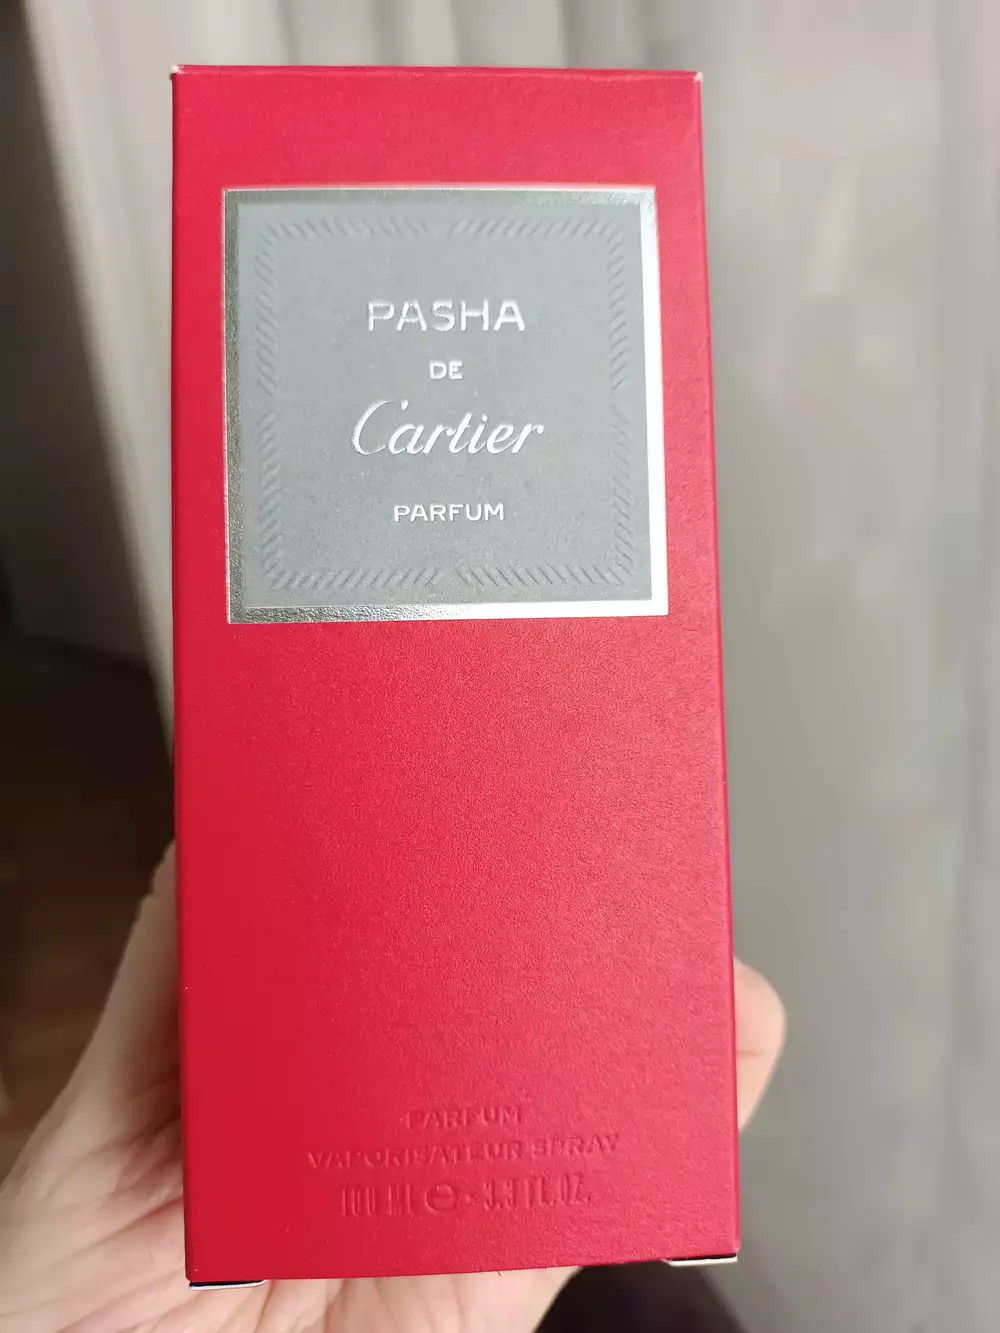 PASHA
DE
Cartier
PARFUM
PARFUM
VAPORISATEUR SPRAY
100 ML e - 3.3 FL.OZ.